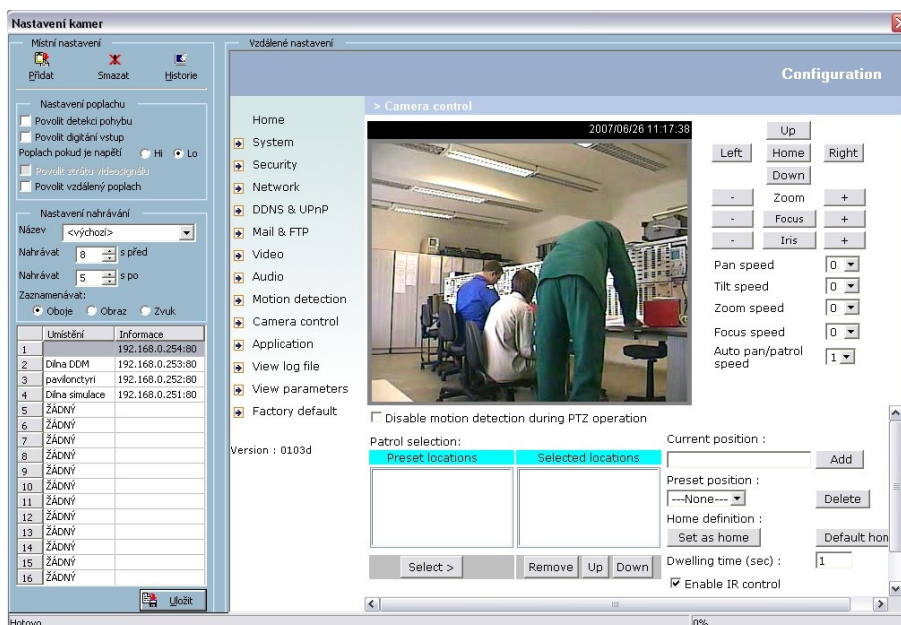 Nastavení kamer
Místní nastavení
Přidat Smazat Historie
Nastavení poplachu
Povolit detekci pohybu
Povolit digitání vstup
Poplach pokud je napětí Hi Lo
Povolit ztrátu videosignálu
Povolit vzdálený poplach
Nastavení nahrávání
Název <výchozí>
Nahrávat 8 s před
Nahrávat 5 s po
Zaznamenávat:
Oboje Obraz Zvuk
Umístění Informace
1 192.168.0.254:80
2 Dílna DDM 192.168.0.253:80
3 pavilonctyri 192.168.0.252:80
4 Dílna simulace 192.168.0.251:80
5 ŽÁDNÝ
6 ŽÁDNÝ
7 ŽÁDNÝ
8 ŽÁDNÝ
9 ŽÁDNÝ
10 ŽÁDNÝ
11 ŽÁDNÝ
12 ŽÁDNÝ
13 ŽÁDNÝ
14 ŽÁDNÝ
15 ŽÁDNÝ
16 ŽÁDNÝ
Uložit
Vzdálené nastavení
Configuration
> Camera control
Home
System
Security
Network
DDNS & UPnP
Mail & FTP
Video
Audio
Motion detection
Camera control
Application
View log file
View parameters
Factory default
Version : 0103d
2007/06/26 11:17:38
Up
Left Home Right
Down
- Zoom +
- Focus +
- Iris +
Pan speed 0
Tilt speed 0
Zoom speed 0
Focus speed 0
Auto pan/patrol
speed 1
Disable motion detection during PTZ operation
Patrol selection:
Preset locations Selected locations
Select > Remove Up Down
Current position :
Add
Preset position :
---None--- Delete
Home definition :
Set as home Default hon
Dwelling time (sec) : 1
Enable IR control
Hotovo 0%